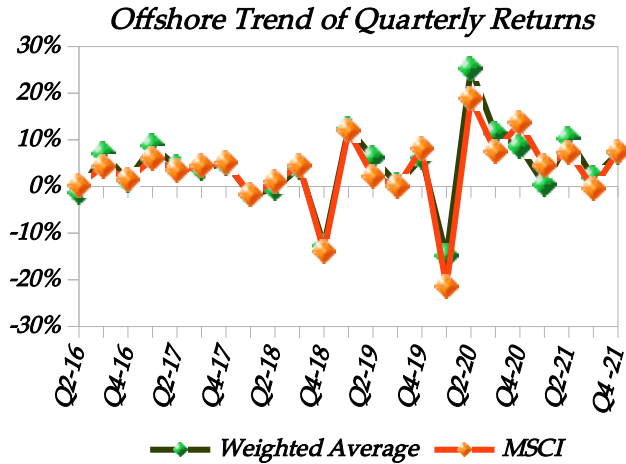 Offshore Trend of Quarterly Returns
30%
20%
10%
0%
-10%
-20%
-30%
Q2-16
Q4-16
Q2-17
Q4-17
Q2-18
Q4-18
Q2-19
Q4-19
Q2-20
Q4-20
Q2-21
Q4 -21
Weighted Average
MSCI